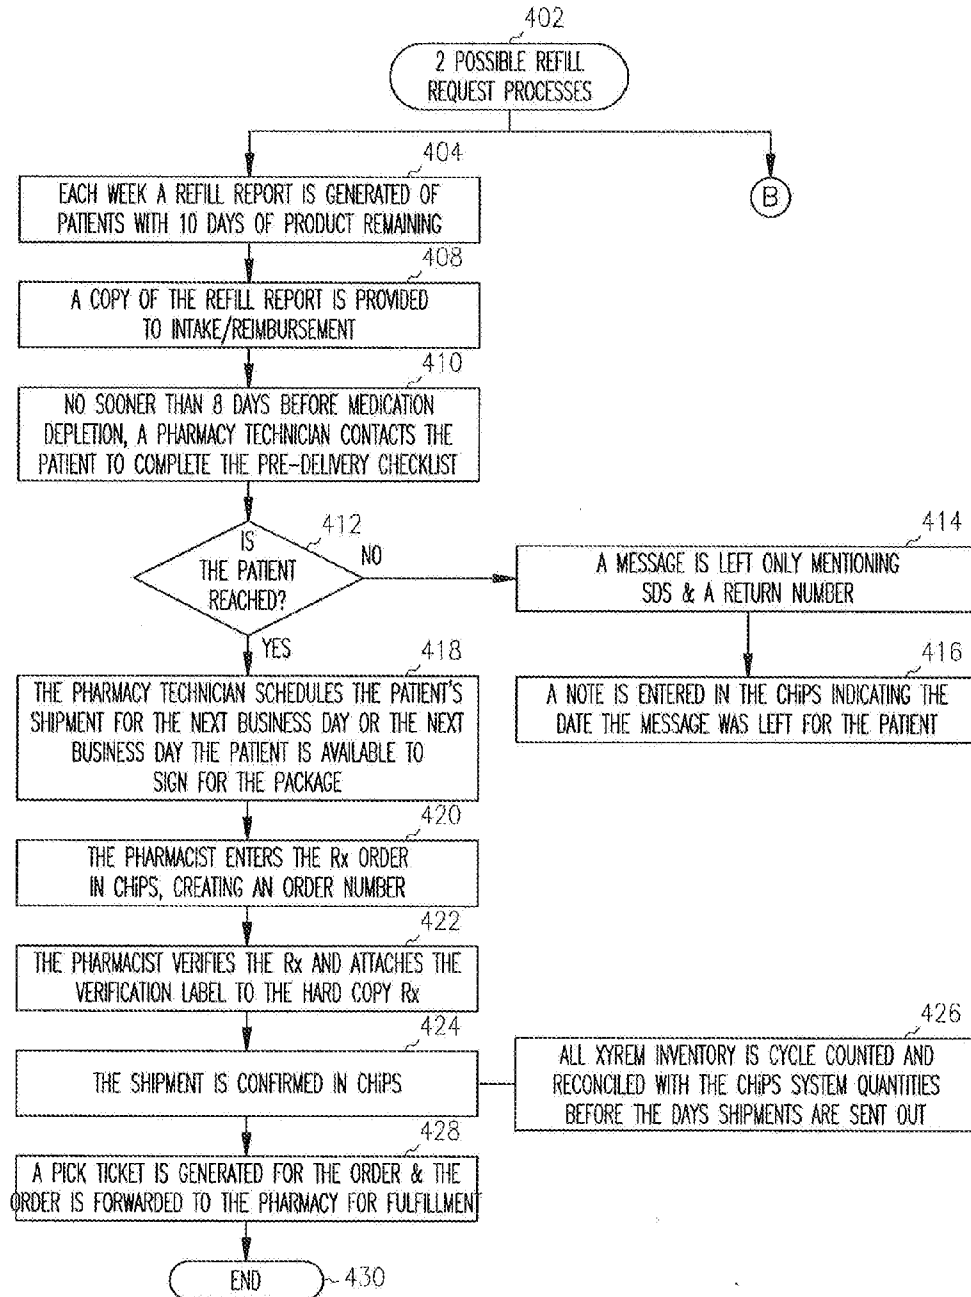 402
2 POSSIBLE REFILL
REQUEST PROCESSES
404
EACH WEEK A REFILL REPORT IS GENERATED OF
PATIENTS WITH 10 DAYS OF PRODUCT REMAINING
B
408
A COPY OF THE REFILL REPORT IS PROVIDED
TO INTAKE/REIMBURSEMENT
410
NO SOONER THAN 8 DAYS BEFORE MEDICATION
DEPLETION, A PHARMACY TECHNICIAN CONTACTS THE
PATIENT TO COMPLETE THE PRE-DELIVERY CHECKLIST
412
IS
THE PATIENT
REACHED?
NO
414
A MESSAGE IS LEFT ONLY MENTIONING
SDS & A RETURN NUMBER
416
A NOTE IS ENTERED IN THE CHiPS INDICATING THE
DATE THE MESSAGE WAS LEFT FOR THE PATIENT
YES
418
THE PHARMACY TECHNICIAN SCHEDULES THE PATIENT'S
SHIPMENT FOR THE NEXT BUSINESS DAY OR THE NEXT
BUSINESS DAY THE PATIENT IS AVAILABLE TO
SIGN FOR THE PACKAGE
420
THE PHARMACIST ENTERS THE Rx ORDER
IN CHiPS, CREATING AN ORDER NUMBER
422
THE PHARMACIST VERIFIES THE Rx AND ATTACHES THE
VERIFICATION LABEL TO THE HARD COPY Rx
424
THE SHIPMENT IS CONFIRMED IN CHiPS
426
ALL XYREM INVENTORY IS CYCLE COUNTED AND
RECONCILED WITH THE CHiPS SYSTEM QUANTITIES
BEFORE THE DAYS SHIPMENTS ARE SENT OUT
428
A PICK TICKET IS GENERATED FOR THE ORDER & THE
ORDER IS FORWARDED TO THE PHARMACY FOR FULFILLMENT
END
430